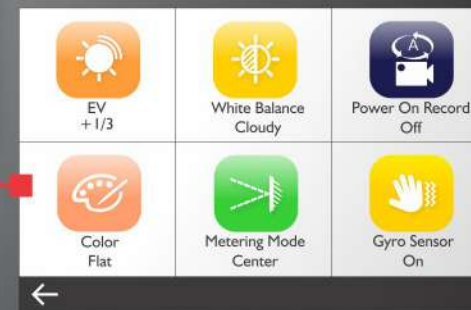 A
EV
+1/3
White Balance
Cloudy
Power On Record
Off
Color
Flat
Metering Mode
Center
Gyro Sensor
On